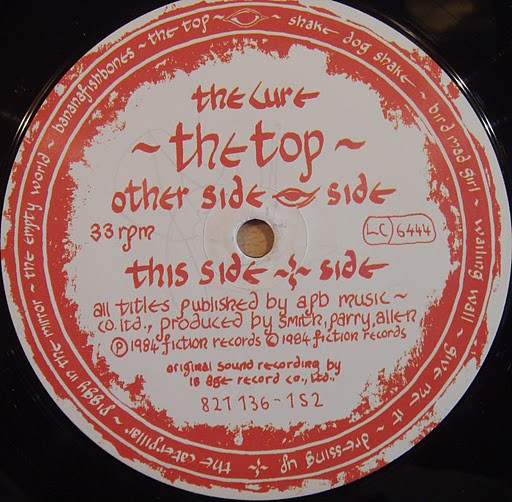 the cure
~ the top ~
other side side
33 rpm
LC 6444
this side ~ side
all titles published by apb music ~
co. ltd., produced by smith, parry, allen
℗ 1984 fiction records © 1984 fiction records
original sound recording by
18 age record co., ltd.,
821 136-1 S2
shake dog shake ~ bird mad girl ~ wailing wall ~ give me it ~ dressing up ~ the caterpillar ~ piggy in the mirror ~ the empty world ~ bananafishbones ~ the top ~